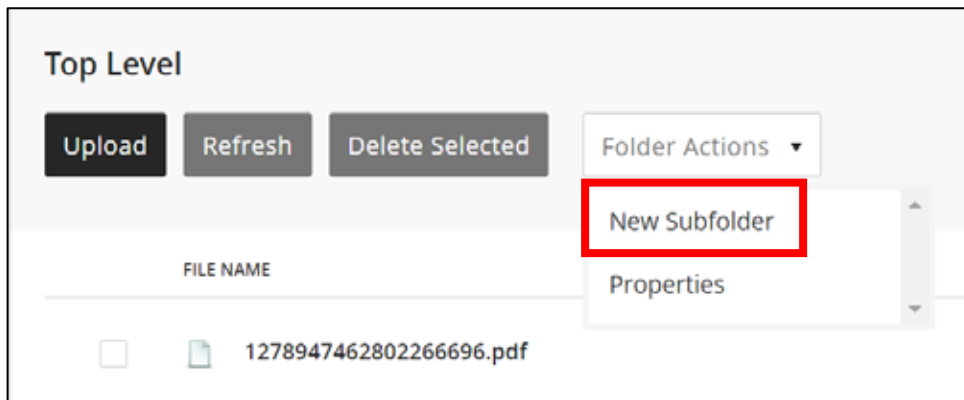 Top Level
Upload Refresh Delete Selected Folder Actions
New Subfolder
Properties
FILE NAME
1278947462802266696.pdf